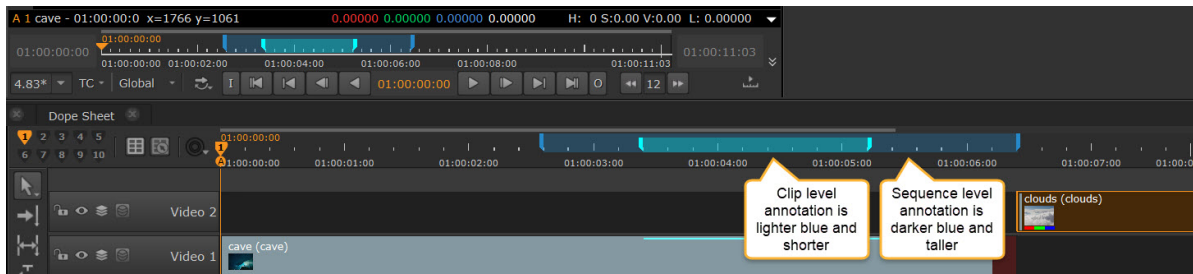 A 1 cave - 01:00:00:0 x=1766 y=1061 0.00000 0.00000 0.00000 0.00000 H: 0 S:0.00 V:0.00 L: 0.00000
01:00:00:00
01:00:00:00 01:00:11:03
01:00:00:00 01:00:02:00 01:00:04:00 01:00:06:00 01:00:08:00 01:00:11:03
4.83* TC Global I 01:00:00:00 O 12
Dope Sheet
1 2 3 4 5
6 7 8 9 10
01:00:00:00
01:00:00:00 01:00:01:00 01:00:02:00 01:00:03:00 01:00:04:00 01:00:05:00 01:00:06:00 01:00:07:00
A
Clip level
annotation is
lighter blue and
shorter
Sequence level
annotation is
darker blue and
taller
Video 2
clouds (clouds)
Video 1
cave (cave)